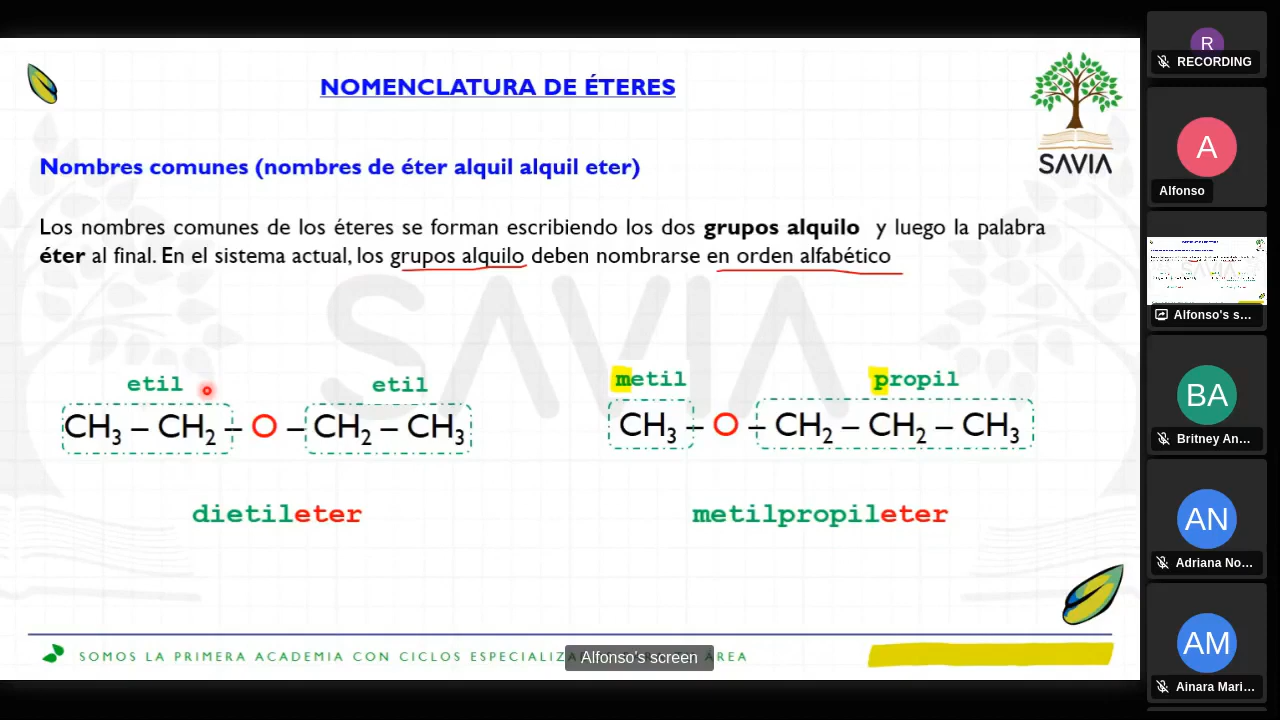 NOMENCLATURA DE ÉTERES
SAVIA
Nombres comunes (nombres de éter alquil alquil eter)
Los nombres comunes de los éteres se forman escribiendo los dos grupos alquilo y luego la palabra
éter al final. En el sistema actual, los grupos alquilo deben nombrarse en orden alfabético
SAVIA
etil
etil
metil
propil
CH₃ – CH₂ – O – CH₂ – CH₃
CH₃ – O – CH₂ – CH₂ – CH₃
dietileter
metilpropileter
SOMOS LA PRIMERA ACADEMIA CON CICLOS ESPECIALIZA ÁREA
Alfonso's screen
R
RECORDING
A
Alfonso
Alfonso's s...
BA
Britney An...
AN
Adriana No...
AM
Ainara Mari...